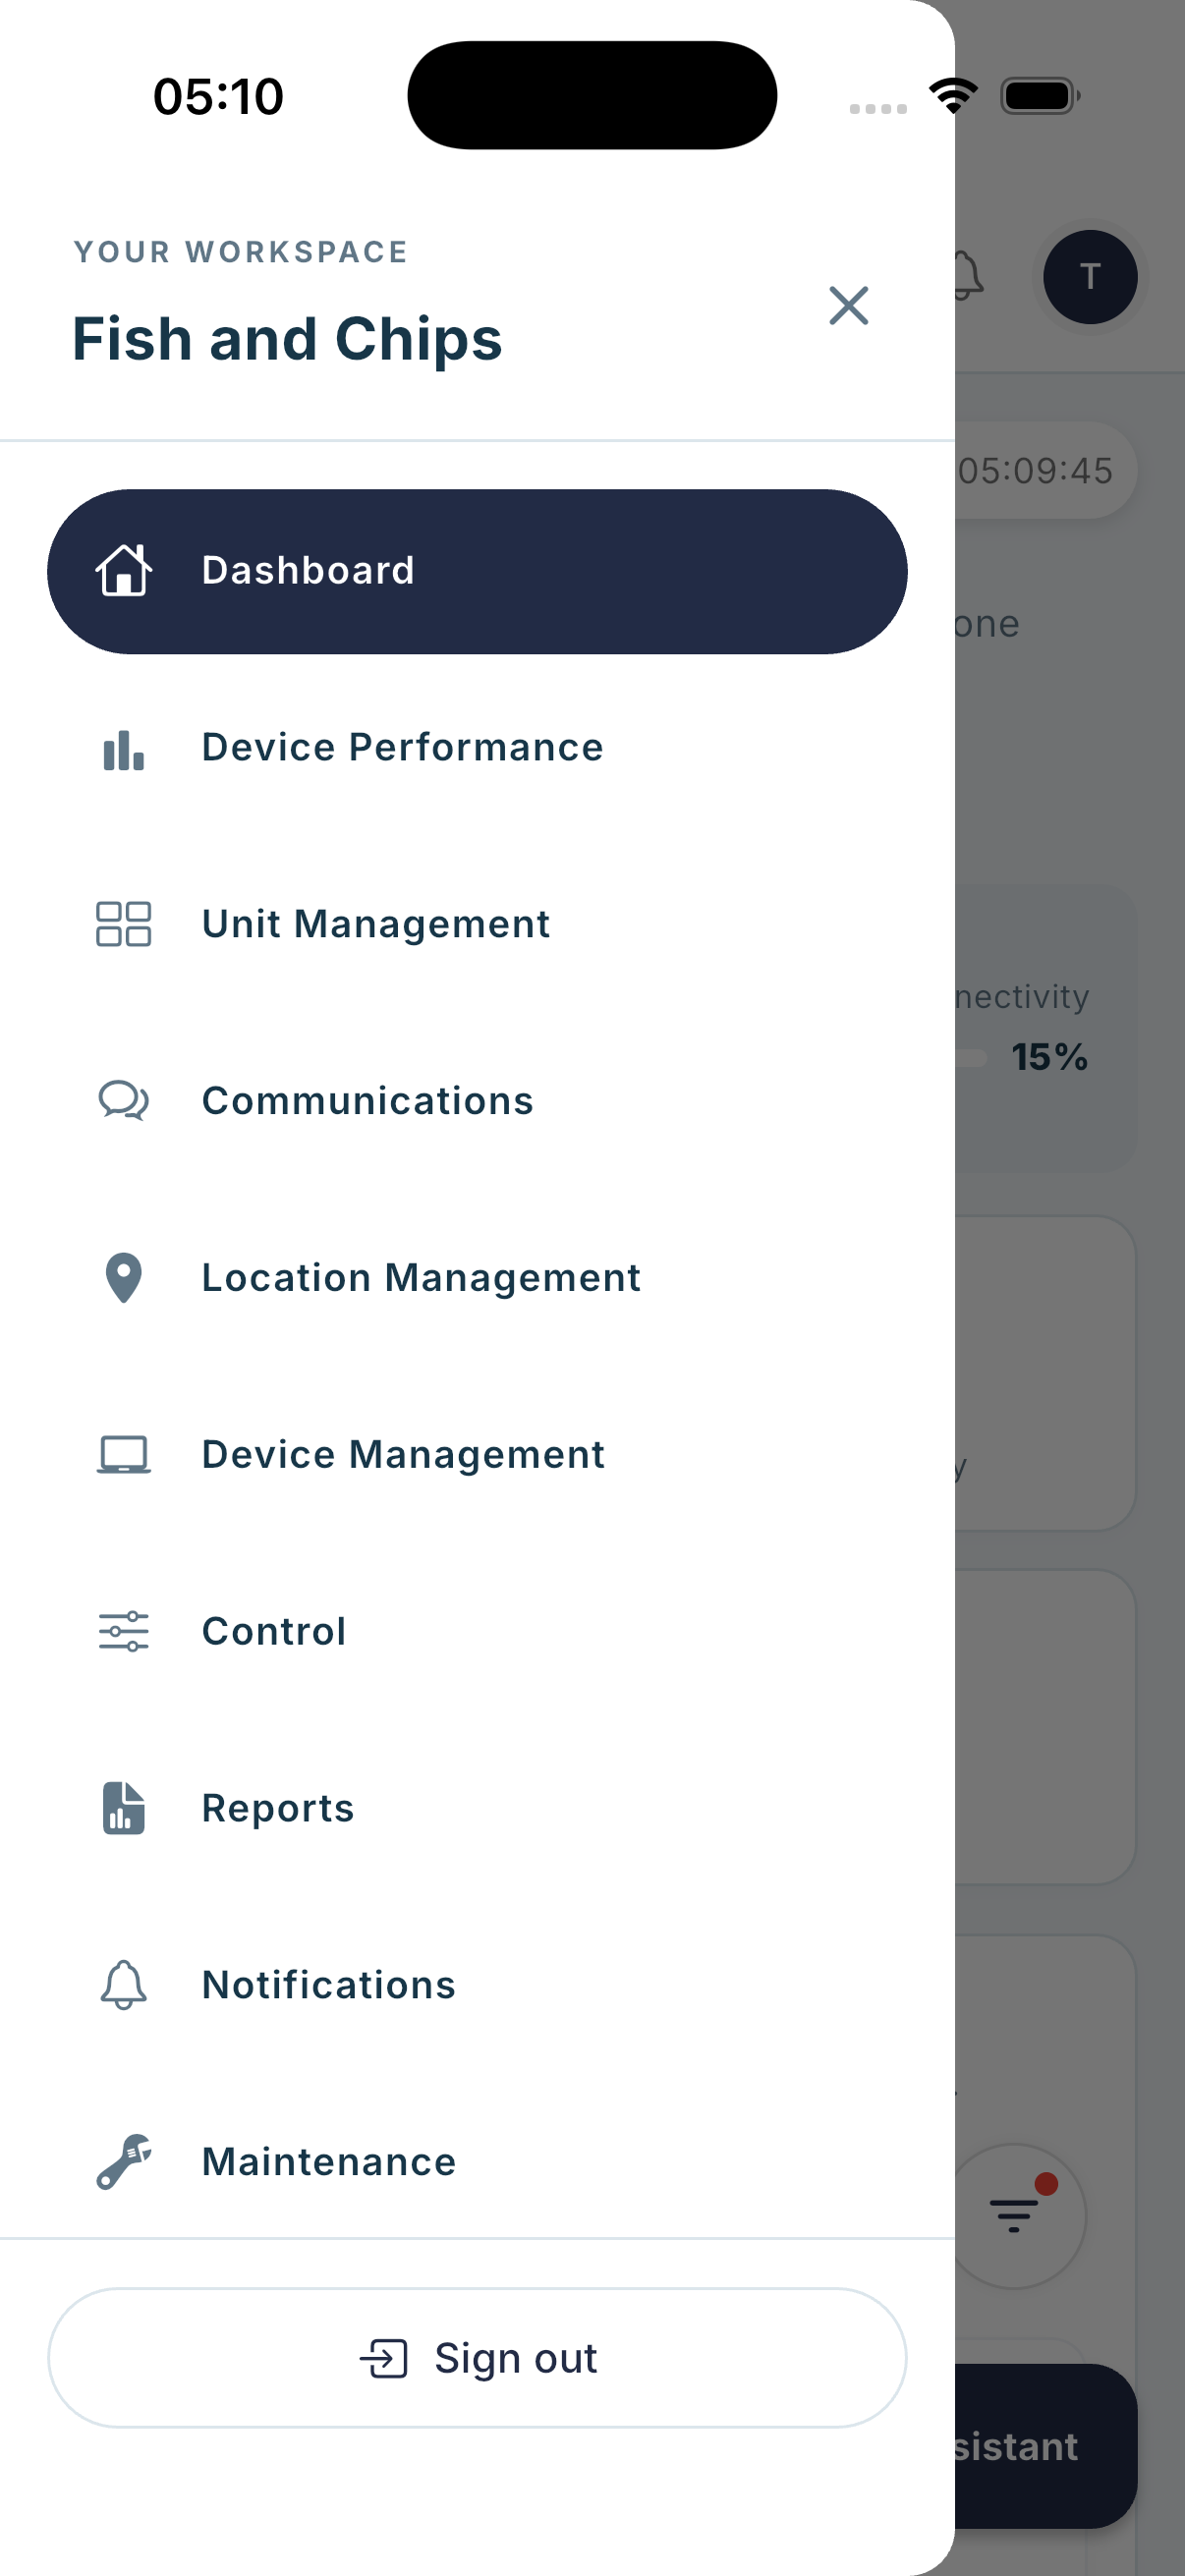 05:10
YOUR WORKSPACE
Fish and Chips
T
05:09:45
Dashboard
one
Device Performance
Unit Management
nectivity
15%
Communications
Location Management
Device Management
y
Control
Reports
Notifications
Maintenance
Sign out
sistant